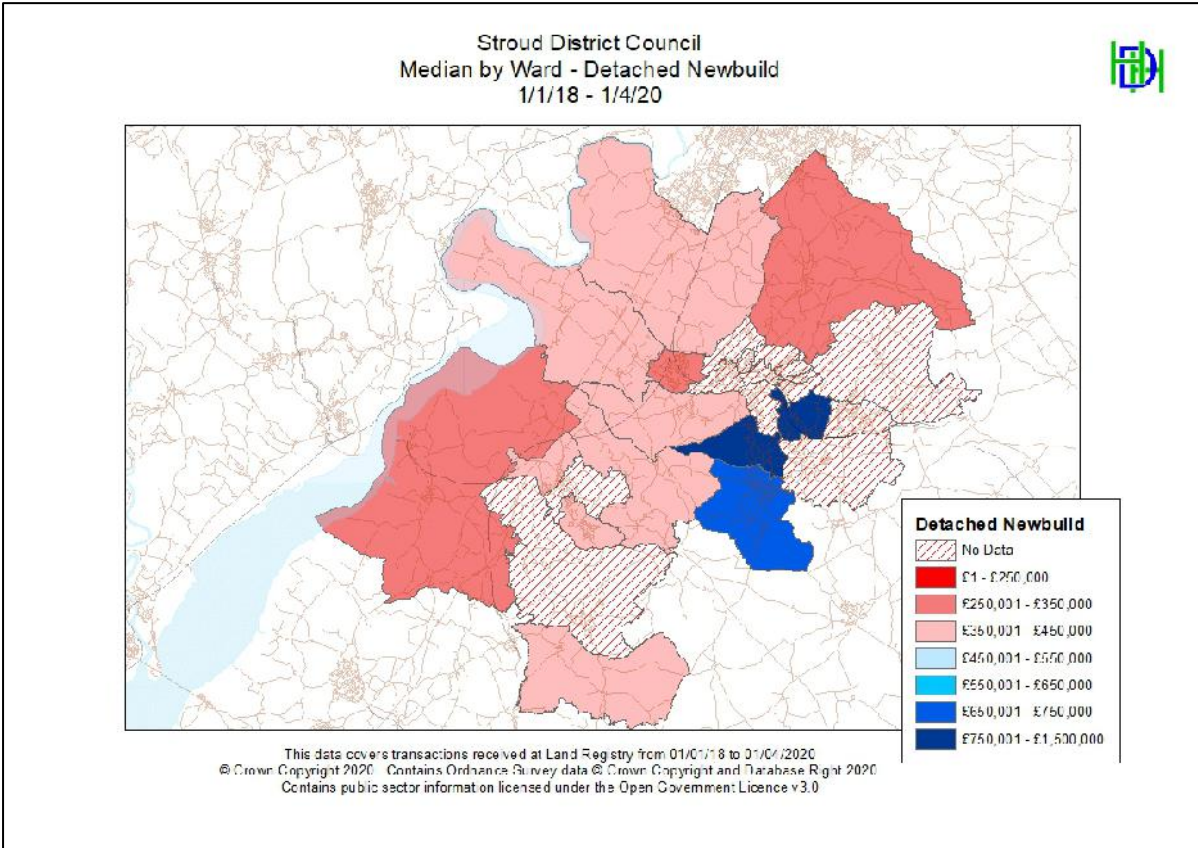 Stroud District Council
Median by Ward - Detached Newbuild
1/1/18 - 1/4/20
HDH
Detached Newbuild
No Data
£1 - £250,000
£250,001 - £350,000
£350,001 - £450,000
£450,001 - £550,000
£550,001 - £650,000
£650,001 - £750,000
£750,001 - £1,500,000
This data covers transactions received at Land Registry from 01/01/18 to 01/04/2020
© Crown Copyright 2020 Contains Ordnance Survey data © Crown Copyright and Database Right 2020
Contains public sector information licensed under the Open Government Licence v3.0